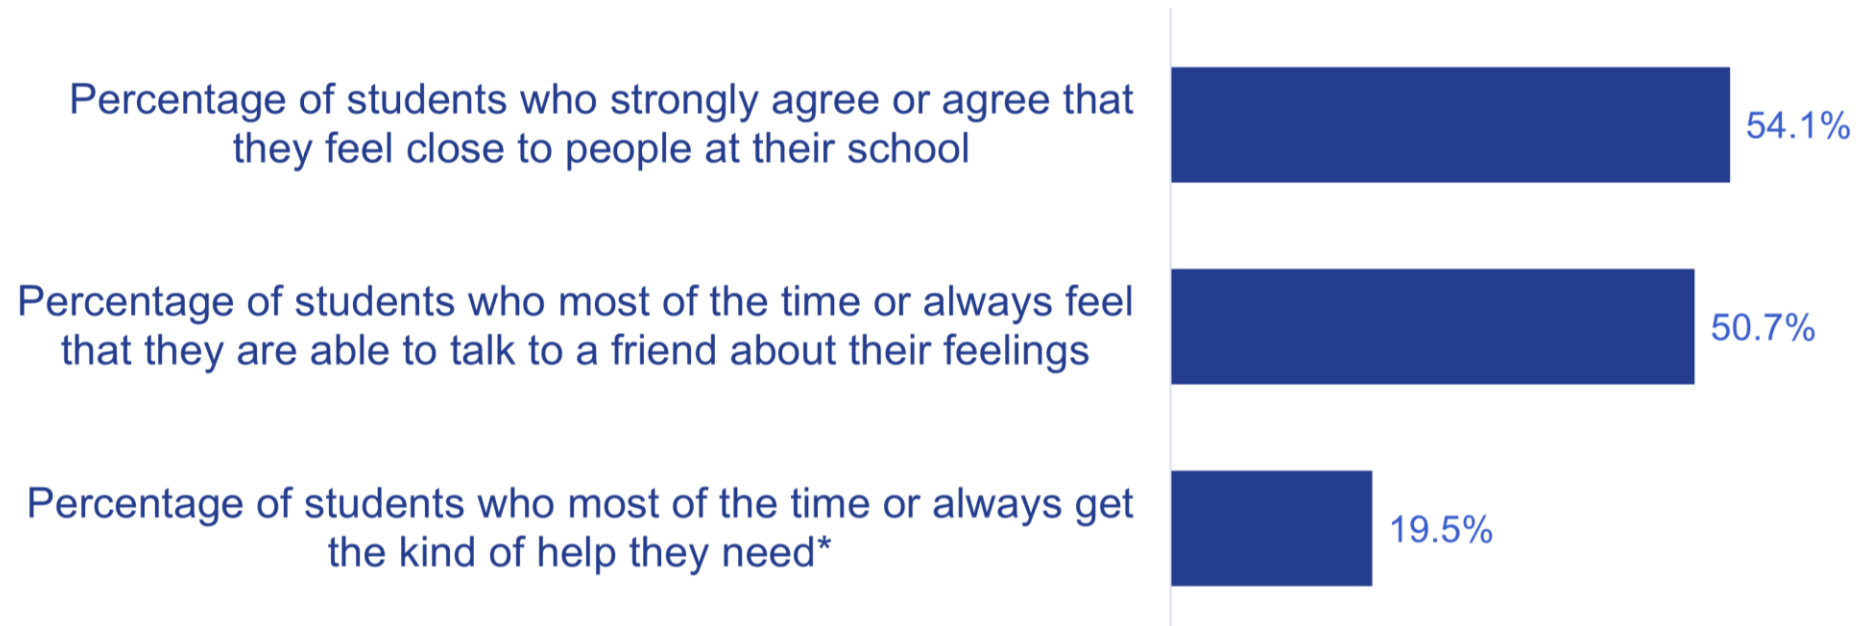 Percentage of students who strongly agree or agree that
they feel close to people at their school
54.1%
Percentage of students who most of the time or always feel
that they are able to talk to a friend about their feelings
50.7%
Percentage of students who most of the time or always get
the kind of help they need*
19.5%